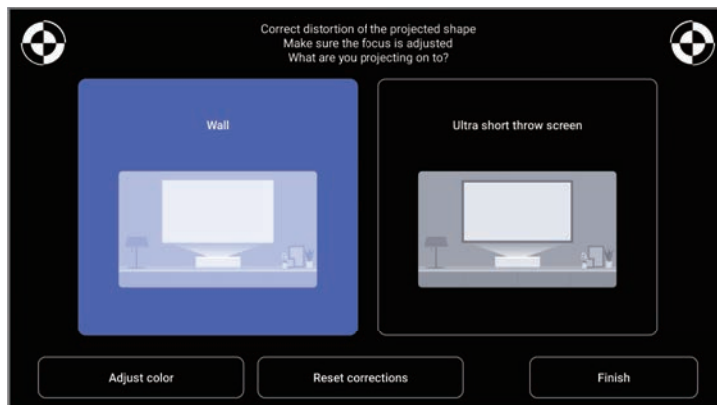 Correct distortion of the projected shape
Make sure the focus is adjusted
What are you projecting on to?
Wall
Ultra short throw screen
Adjust color
Reset corrections
Finish